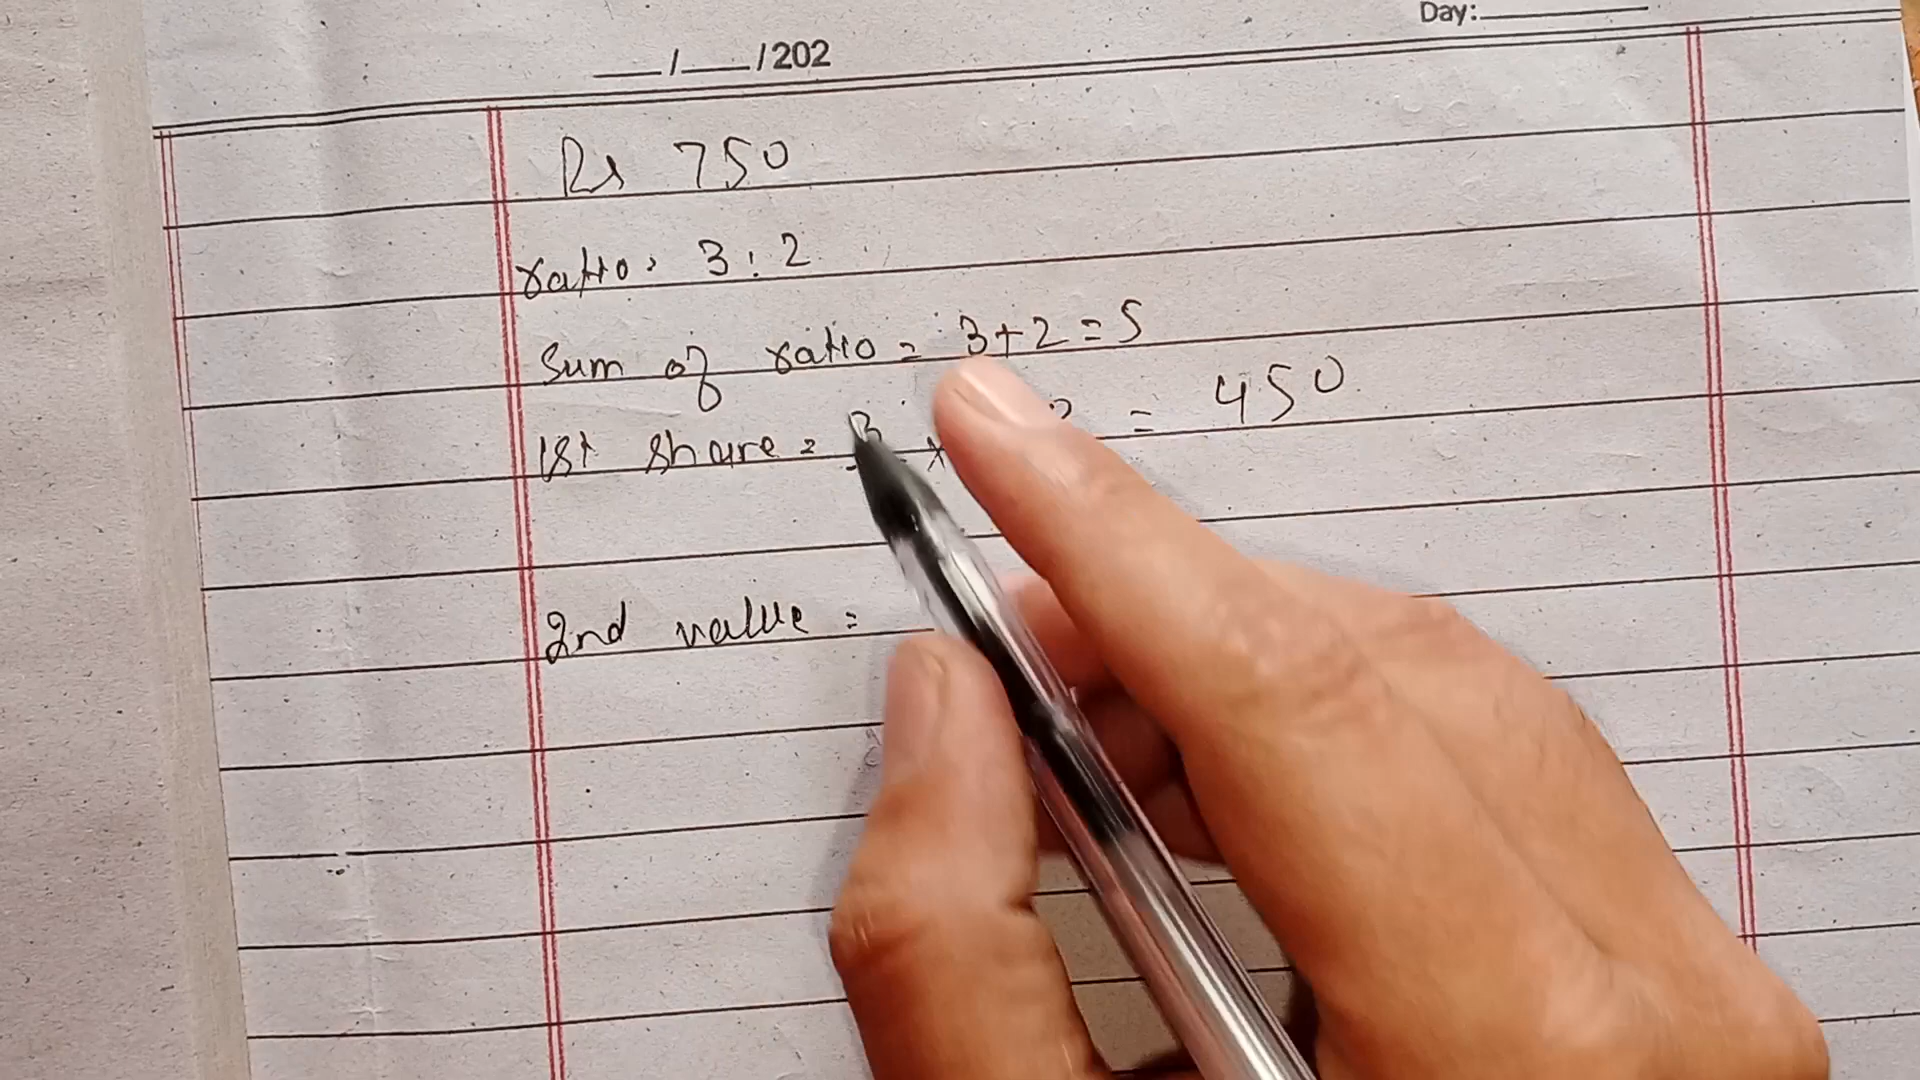 Day:
/ /202
Rs 750
ratio: 3:2
Sum of ratio = 3+2=5
1st share = 3 × = 450
2nd value =